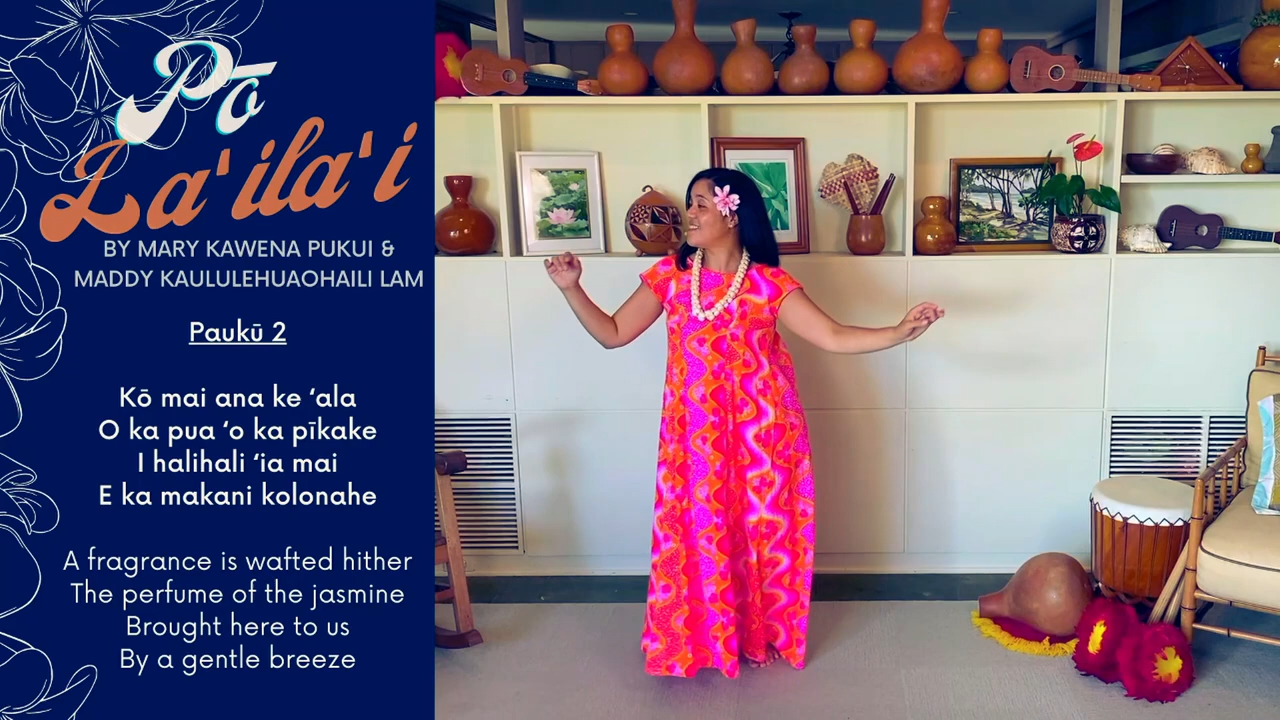 Pō
Laʻilaʻi
BY MARY KAWENA PUKUI &
MADDY KAULULEHUAOHAILI LAM
Paukū 2
Kō mai ana ke ʻala
O ka pua ʻo ka pīkake
I halihali ʻia mai
E ka makani kolonahe
A fragrance is wafted hither
The perfume of the jasmine
Brought here to us
By a gentle breeze